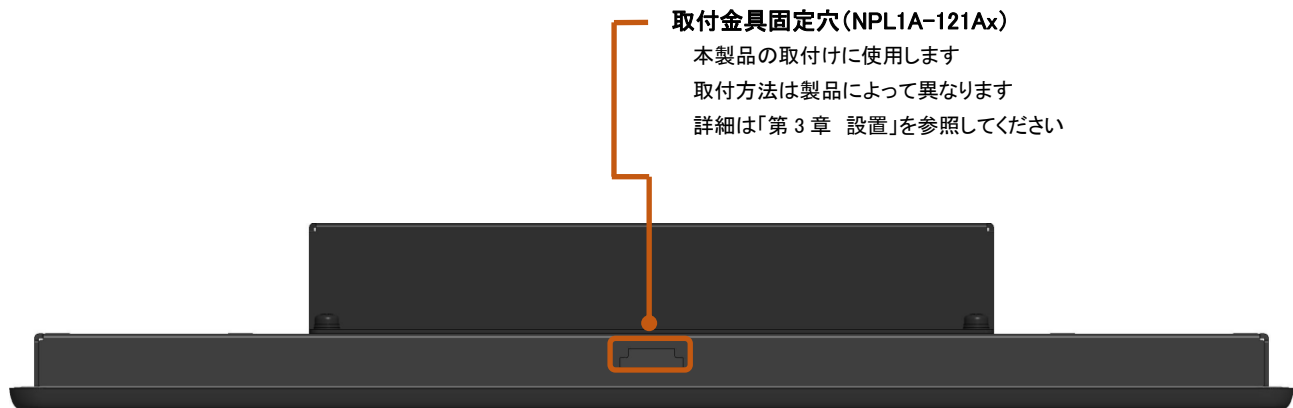 取付金具固定穴(NPL1A-121Ax)
本製品の取付けに使用します
取付方法は製品によって異なります
詳細は「第 3 章　設置」を参照してください